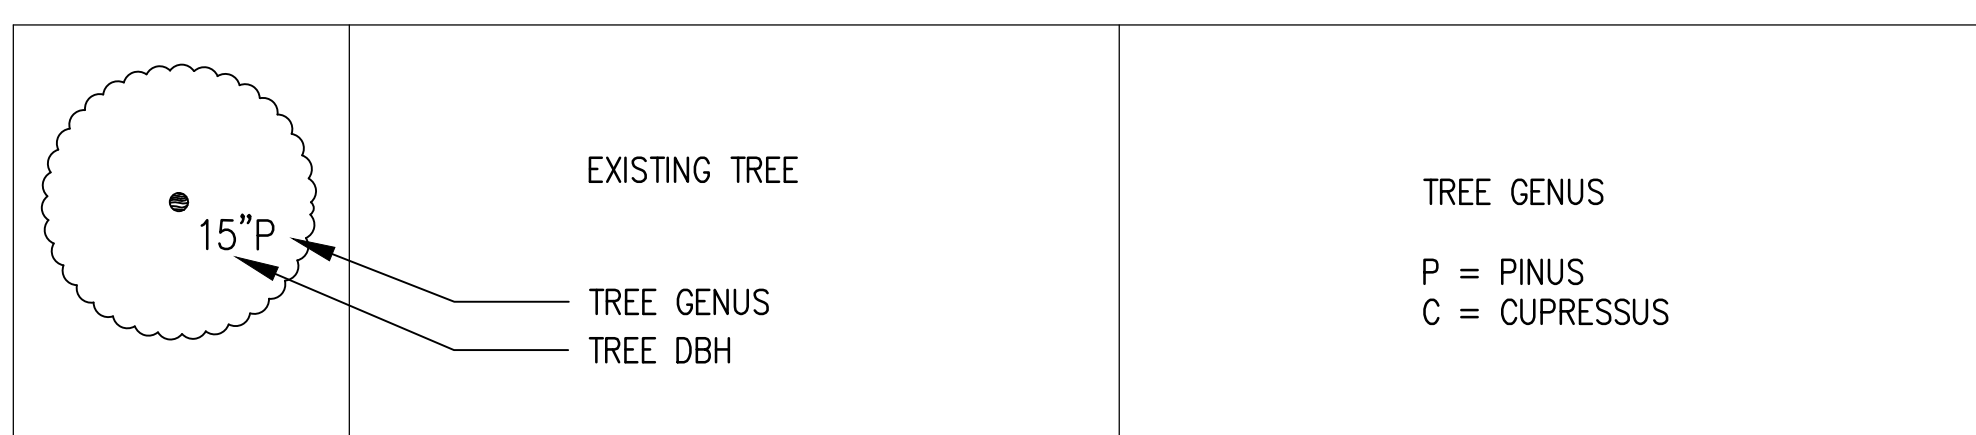 15”P
EXISTING TREE
TREE GENUS
TREE DBH
TREE GENUS
P = PINUS
C = CUPRESSUS